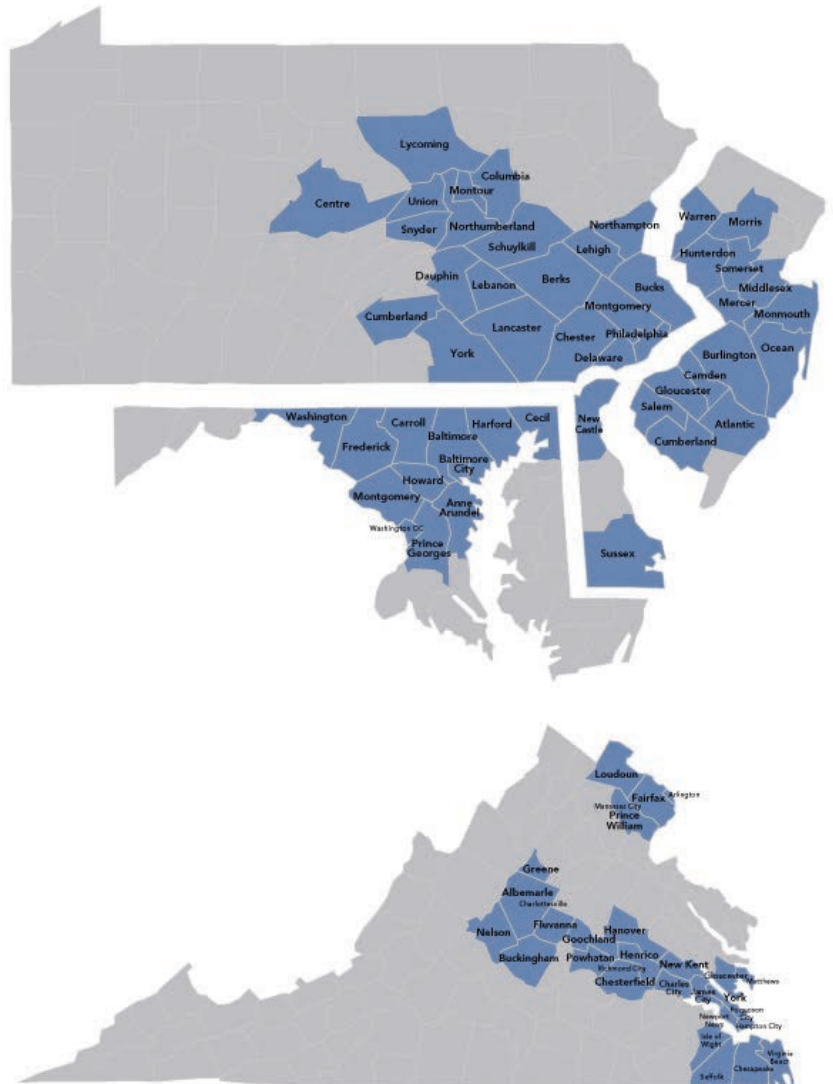 Lycoming
Columbia
Montour
Centre
Union
Northumberland
Snyder
Northampton
Schuylkill
Lehigh
Dauphin
Lebanon
Berks
Bucks
Montgomery
Cumberland
Lancaster
Philadelphia
Chester
York
Delaware
Warren
Morris
Hunterdon
Somerset
Middlesex
Mercer
Monmouth
Ocean
Burlington
Camden
Gloucester
Salem
Atlantic
Cumberland
Washington
Carroll
Harford
Cecil
New
Castle
Frederick
Baltimore
Baltimore
City
Howard
Montgomery
Anne
Arundel
Washington DC
Prince
Georges
Sussex
Loudoun
Fairfax
Arlington
Manassas City
Prince
William
Greene
Albemarle
Charlottesville
Nelson
Fluvanna
Goochland
Hanover
Buckingham
Powhatan
Henrico
Richmond City
New Kent
Chesterfield
Charles
City
James
City
Gloucester
Matthews
York
Newport
News
City
Hampton City
Isle of
Wight
Virginia
Beach
Chesapeake
Suffolk